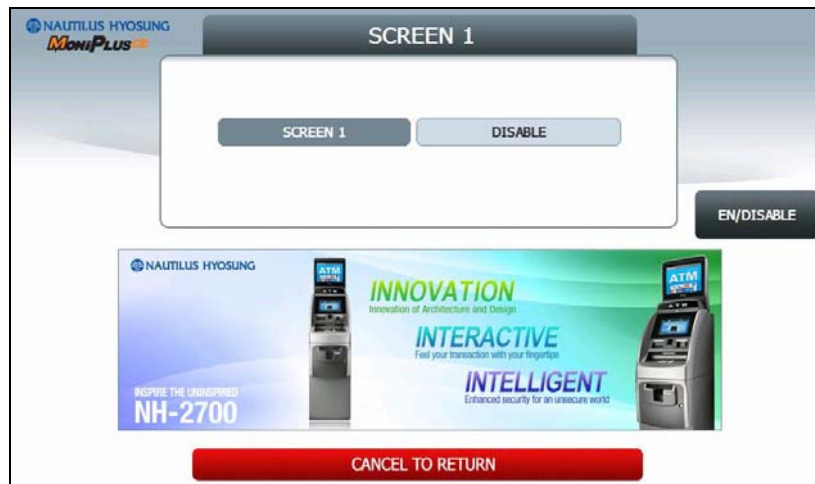 NAUTILUS HYOSUNG
MONIPLUS CE
SCREEN 1
SCREEN 1 DISABLE
EN/DISABLE
NAUTILUS HYOSUNG
ATM
ATM
INNOVATION
Innovation of Architecture and Design
INTERACTIVE
Feel your transaction with your fingertips
INTELLIGENT
Enhanced security for an unsecure world
INSPIRE THE UNINSPIRED
NH-2700
CANCEL TO RETURN